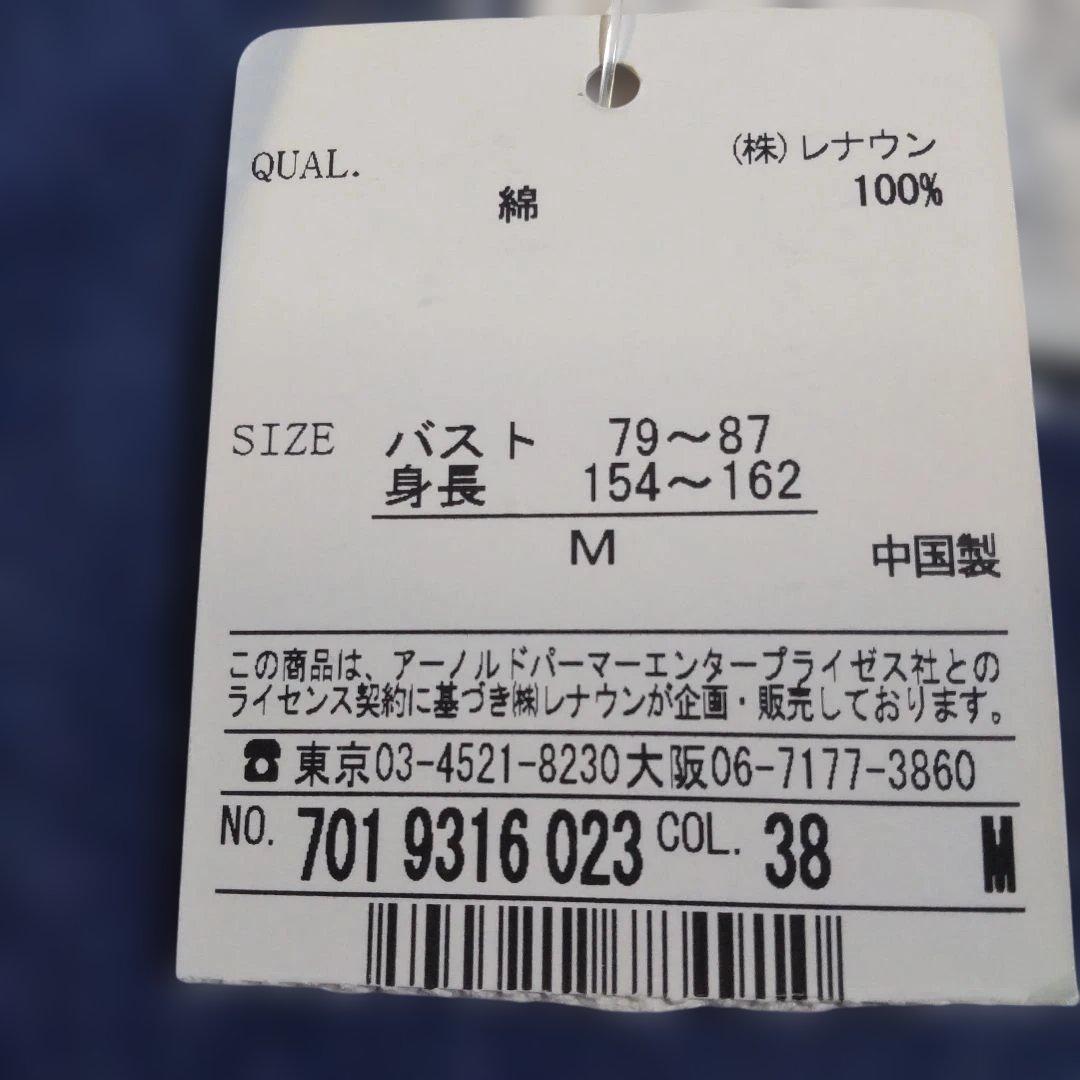 (株)レナウン
QUAL.
綿 100%
SIZE バスト 79〜87
身長 154〜162
M
中国製
この商品は、アーノルドパーマーエンタープライゼス社との
ライセンス契約に基づき㈱レナウンが企画・販売しております。
☎東京03-4521-8230大阪06-7177-3860
NO. 701 9316 023 COL. 38 M